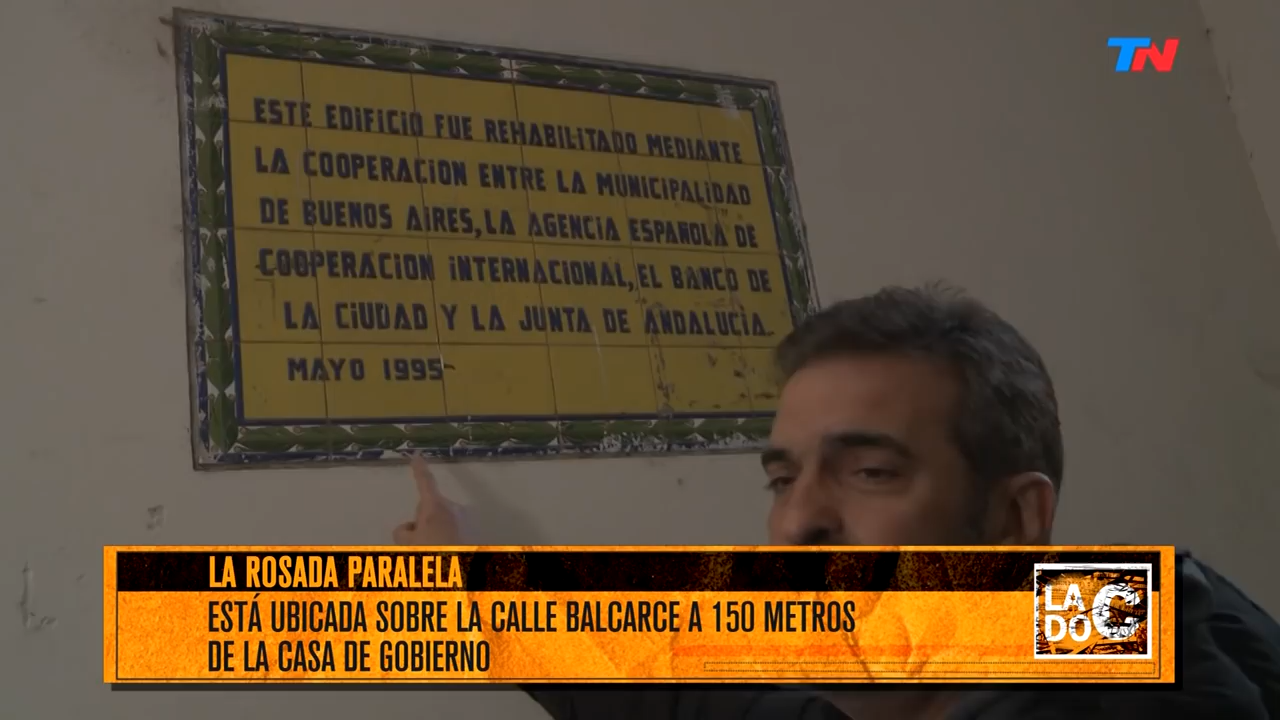 TN
ESTE EDIFICIO FUE REHABILITADO MEDIANTE
LA COOPERACION ENTRE LA MUNICIPALIDAD
DE BUENOS AIRES, LA AGENCIA ESPAÑOLA DE
COOPERACION INTERNACIONAL, EL BANCO DE
LA CIUDAD Y LA JUNTA DE ANDALUCIA
MAYO 1995
LA ROSADA PARALELA
ESTÁ UBICADA SOBRE LA CALLE BALCARCE A 150 METROS
DE LA CASA DE GOBIERNO
LADO C